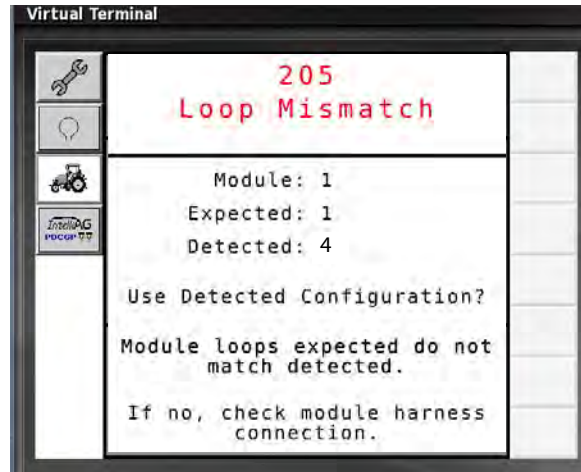 Virtual Terminal
205
Loop Mismatch
Module: 1
Expected: 1
Detected: 4
IntelliAG
PDCGP
Use Detected Configuration?
Module loops expected do not
match detected.
If no, check module harness
connection.